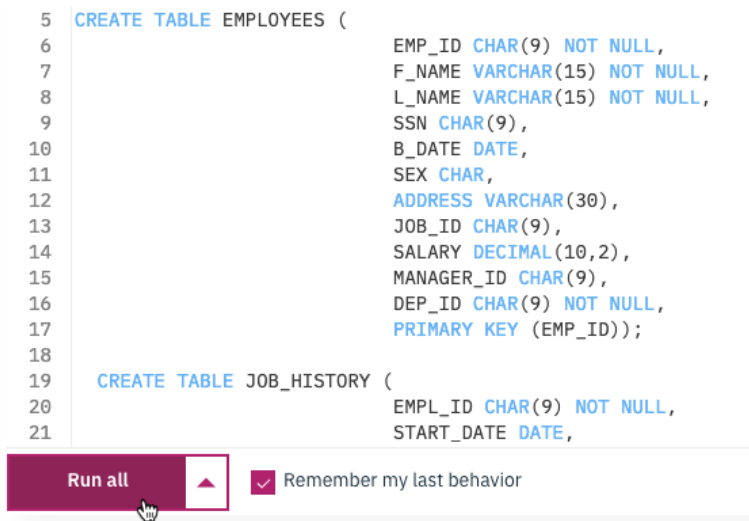 5 CREATE TABLE EMPLOYEES (
6 EMP_ID CHAR(9) NOT NULL,
7 F_NAME VARCHAR(15) NOT NULL,
8 L_NAME VARCHAR(15) NOT NULL,
9 SSN CHAR(9),
10 B_DATE DATE,
11 SEX CHAR,
12 ADDRESS VARCHAR(30),
13 JOB_ID CHAR(9),
14 SALARY DECIMAL(10,2),
15 MANAGER_ID CHAR(9),
16 DEP_ID CHAR(9) NOT NULL,
17 PRIMARY KEY (EMP_ID));
18
19 CREATE TABLE JOB_HISTORY (
20 EMPL_ID CHAR(9) NOT NULL,
21 START_DATE DATE,
Run all Remember my last behavior